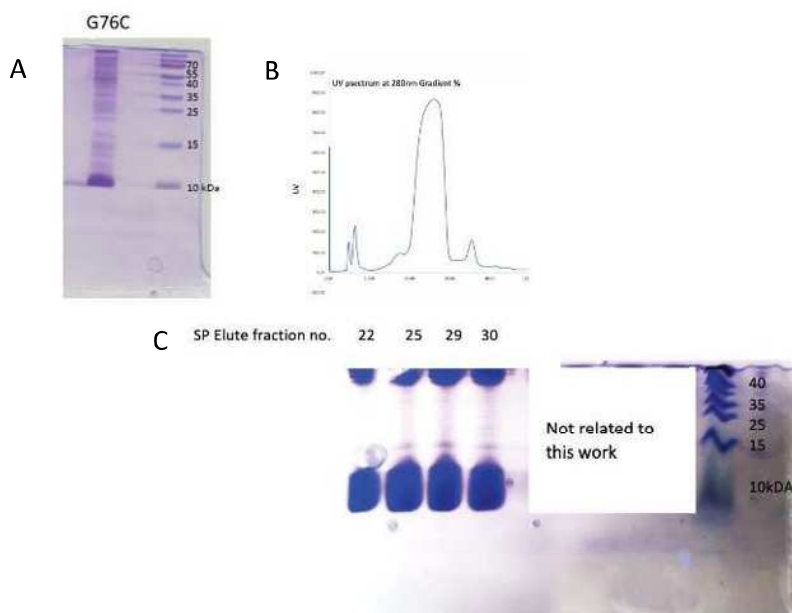 G76C
A
70
55
40
35
25
15
10 kDa
B
UV psectrum at 280nm Gradient %
UV
C
SP Elute fraction no. 22 25 29 30
Not related to
this work
40
35
25
15
10kDA